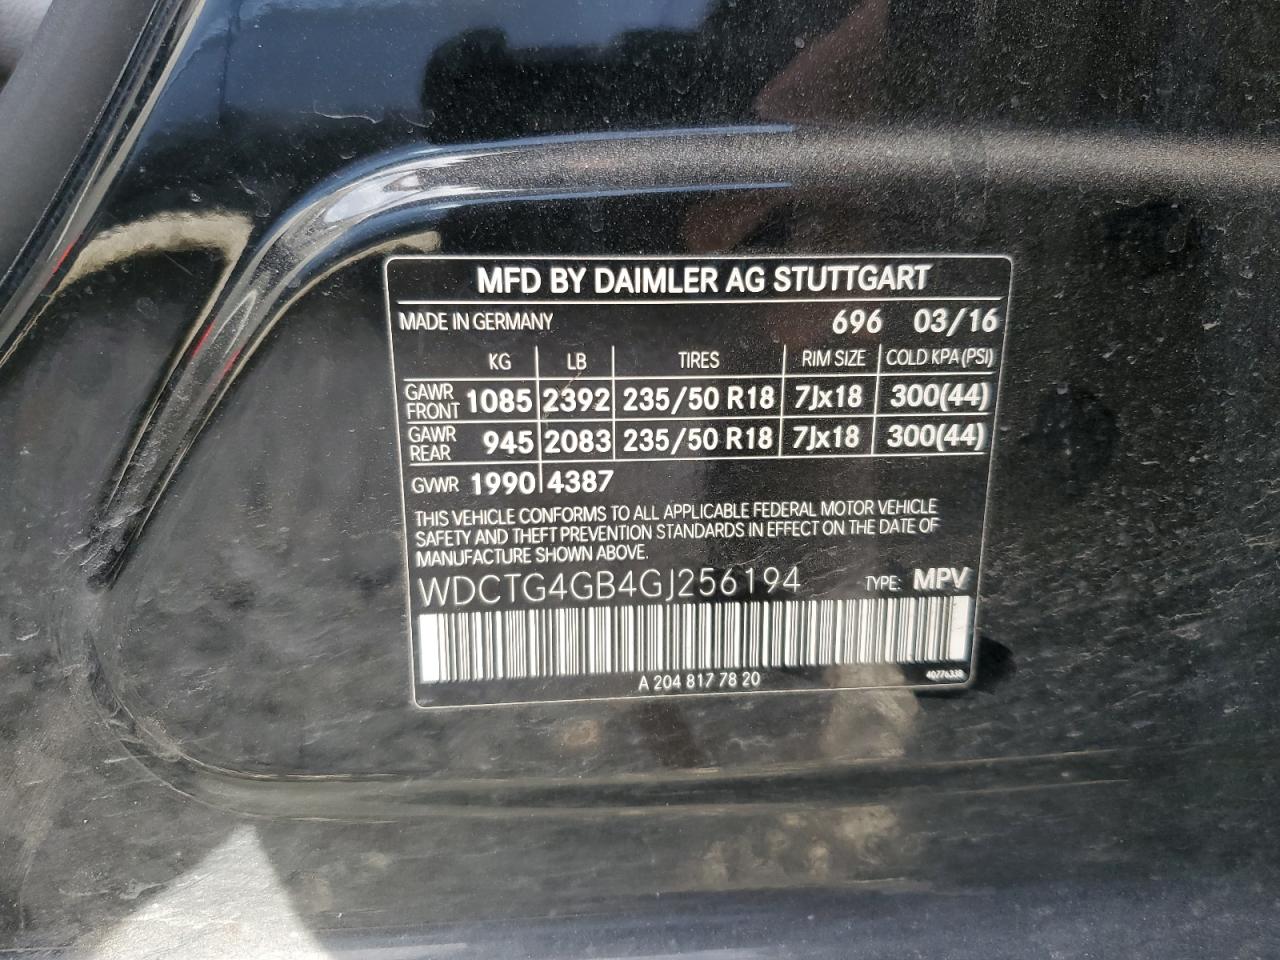 MFD BY DAIMLER AG STUTTGART
MADE IN GERMANY 696 03/16
KG LB TIRES RIM SIZE COLD KPA (PSI)
GAWR FRONT 1085 2392 235/50 R18 7Jx18 300(44)
GAWR REAR 945 2083 235/50 R18 7Jx18 300(44)
GVWR 1990 4387
THIS VEHICLE CONFORMS TO ALL APPLICABLE FEDERAL MOTOR VEHICLE
SAFETY AND THEFT PREVENTION STANDARDS IN EFFECT ON THE DATE OF
MANUFACTURE SHOWN ABOVE.
WDCTG4GB4GJ256194 TYPE: MPV
A 204 817 78 20 40776338